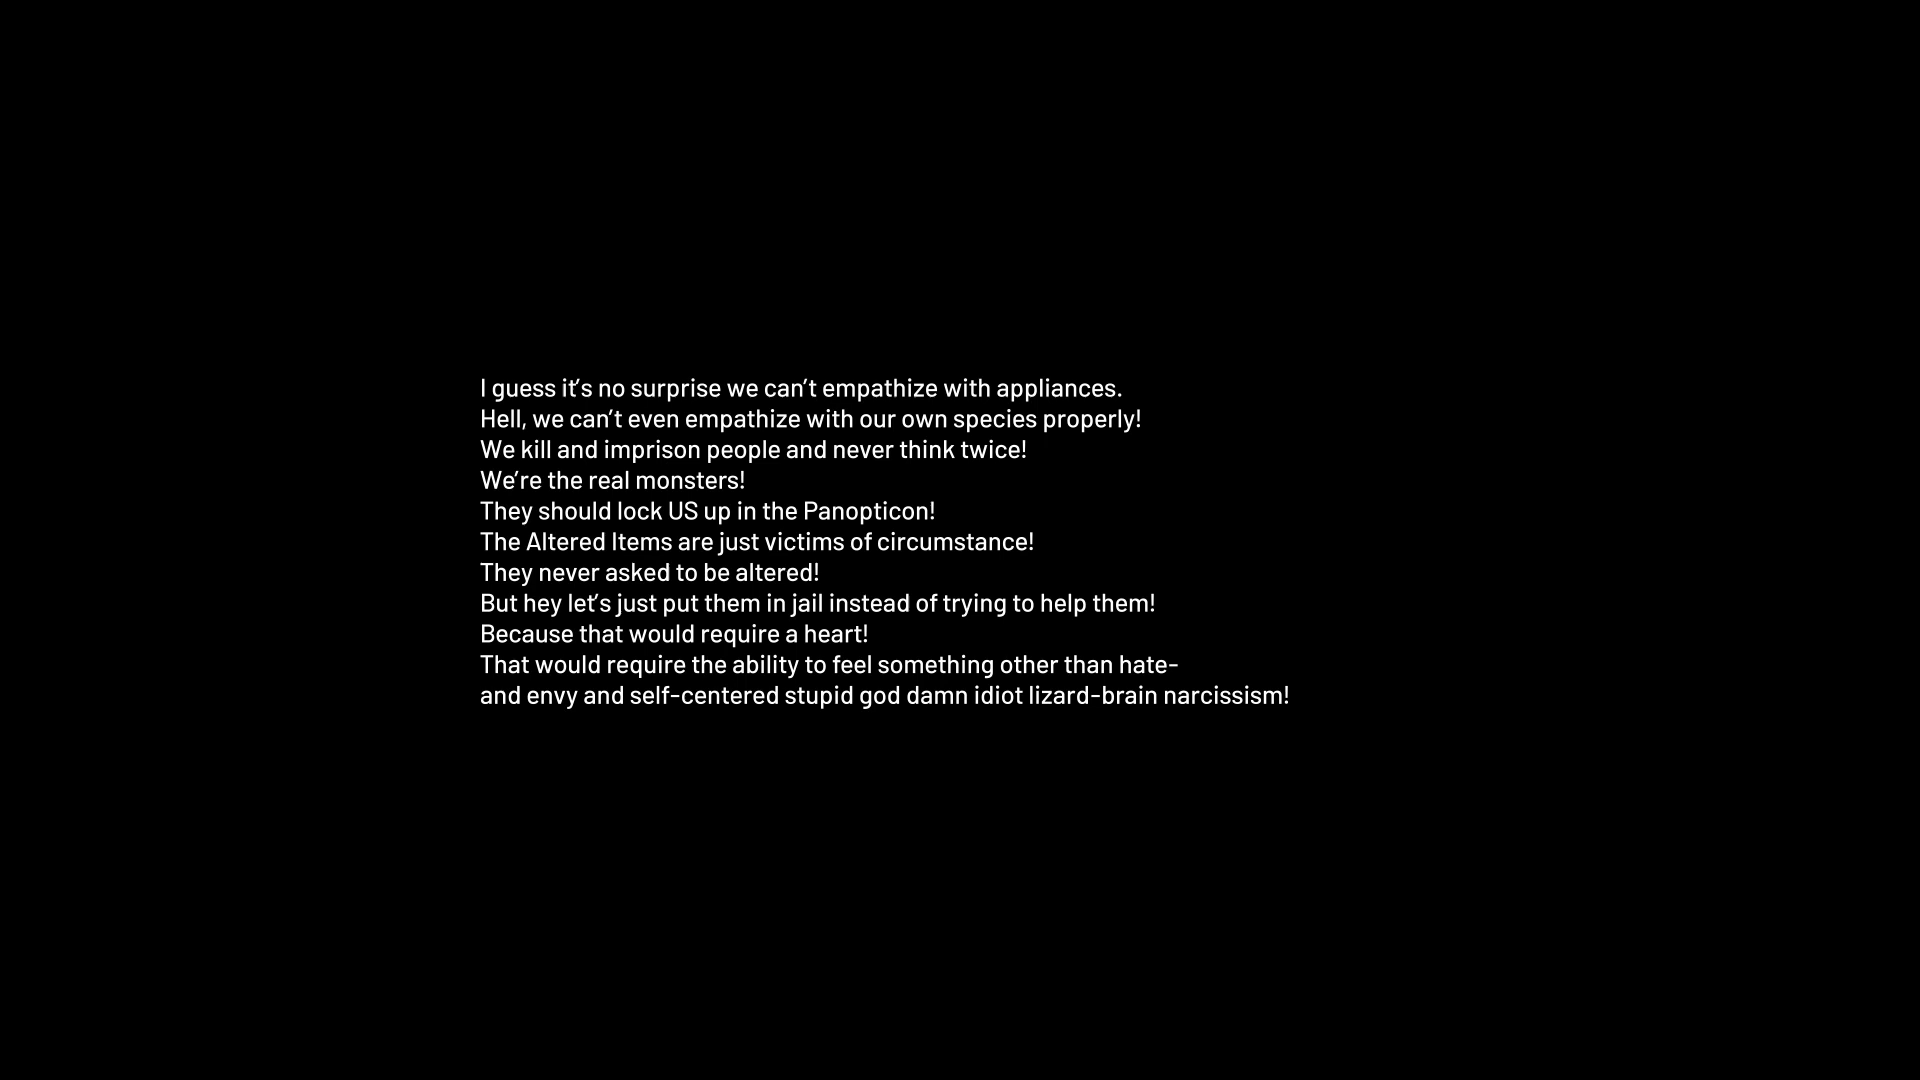 I guess it’s no surprise we can’t empathize with appliances.
Hell, we can’t even empathize with our own species properly!
We kill and imprison people and never think twice!
We’re the real monsters!
They should lock US up in the Panopticon!
The Altered Items are just victims of circumstance!
They never asked to be altered!
But hey let’s just put them in jail instead of trying to help them!
Because that would require a heart!
That would require the ability to feel something other than hate-
and envy and self-centered stupid god damn idiot lizard-brain narcissism!